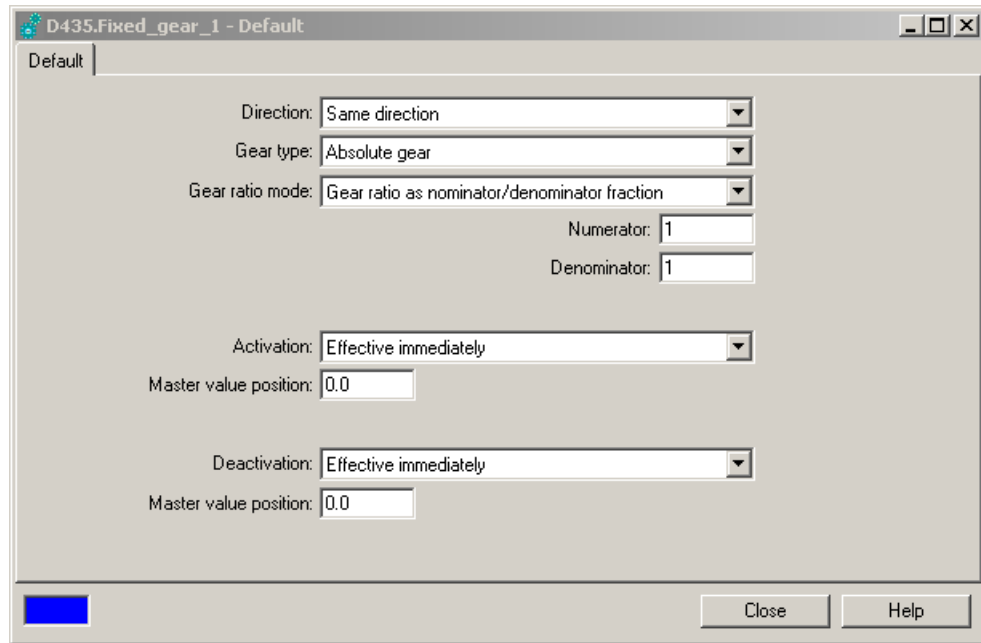 D435.Fixed_gear_1 - Default
Default
Direction: Same direction
Gear type: Absolute gear
Gear ratio mode: Gear ratio as nominator/denominator fraction
Numerator: 1
Denominator: 1
Activation: Effective immediately
Master value position: 0.0
Deactivation: Effective immediately
Master value position: 0.0
Close Help